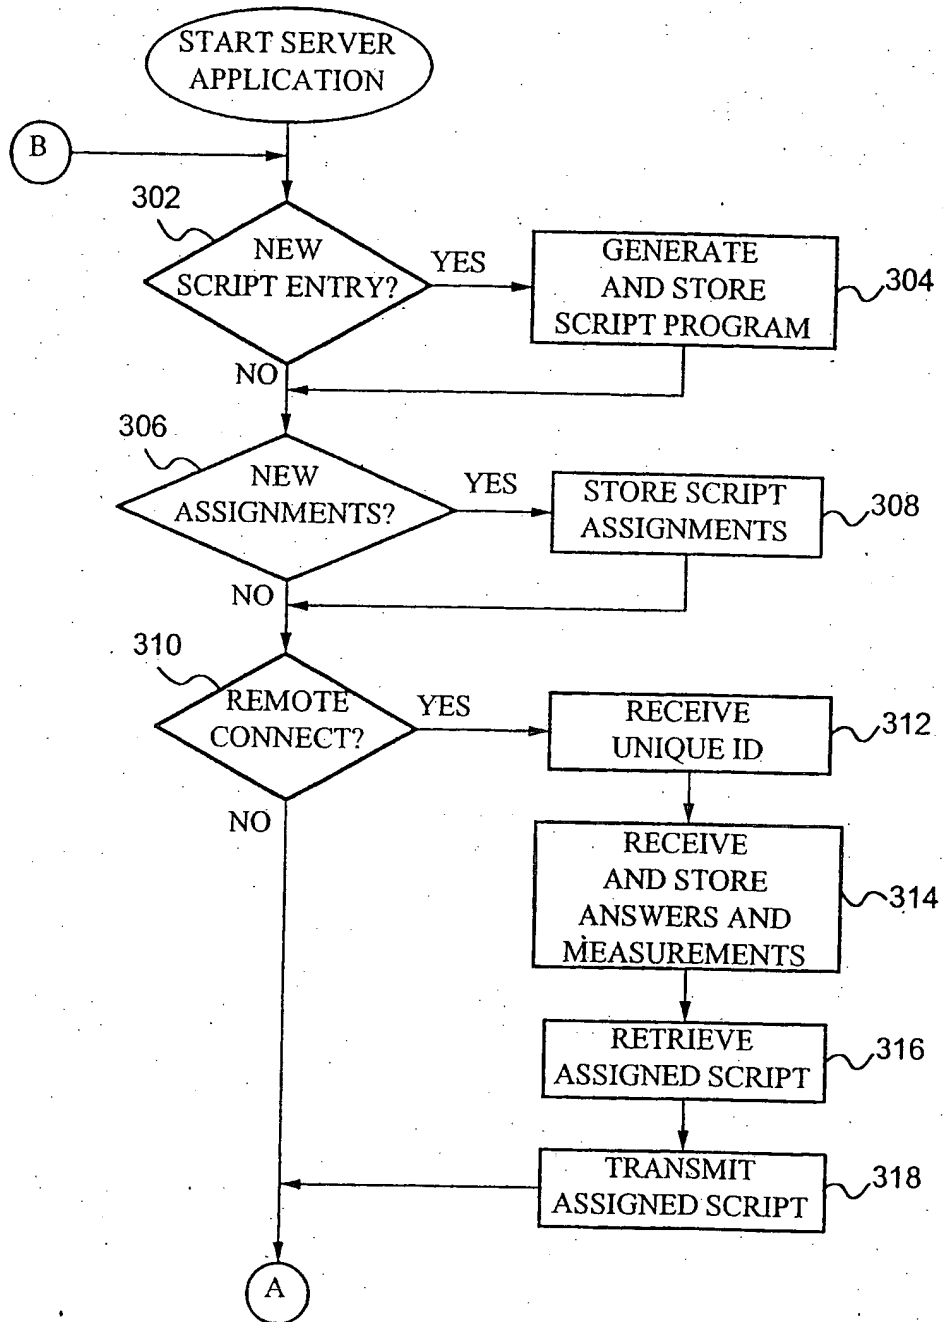 START SERVER
APPLICATION
B
302
NEW
SCRIPT ENTRY?
YES
GENERATE
AND STORE
SCRIPT PROGRAM
304
NO
306
NEW
ASSIGNMENTS?
YES
STORE SCRIPT
ASSIGNMENTS
308
NO
310
REMOTE
CONNECT?
YES
RECEIVE
UNIQUE ID
312
NO
RECEIVE
AND STORE
ANSWERS AND
MEASUREMENTS
314
RETRIEVE
ASSIGNED SCRIPT
316
TRANSMIT
ASSIGNED SCRIPT
318
A